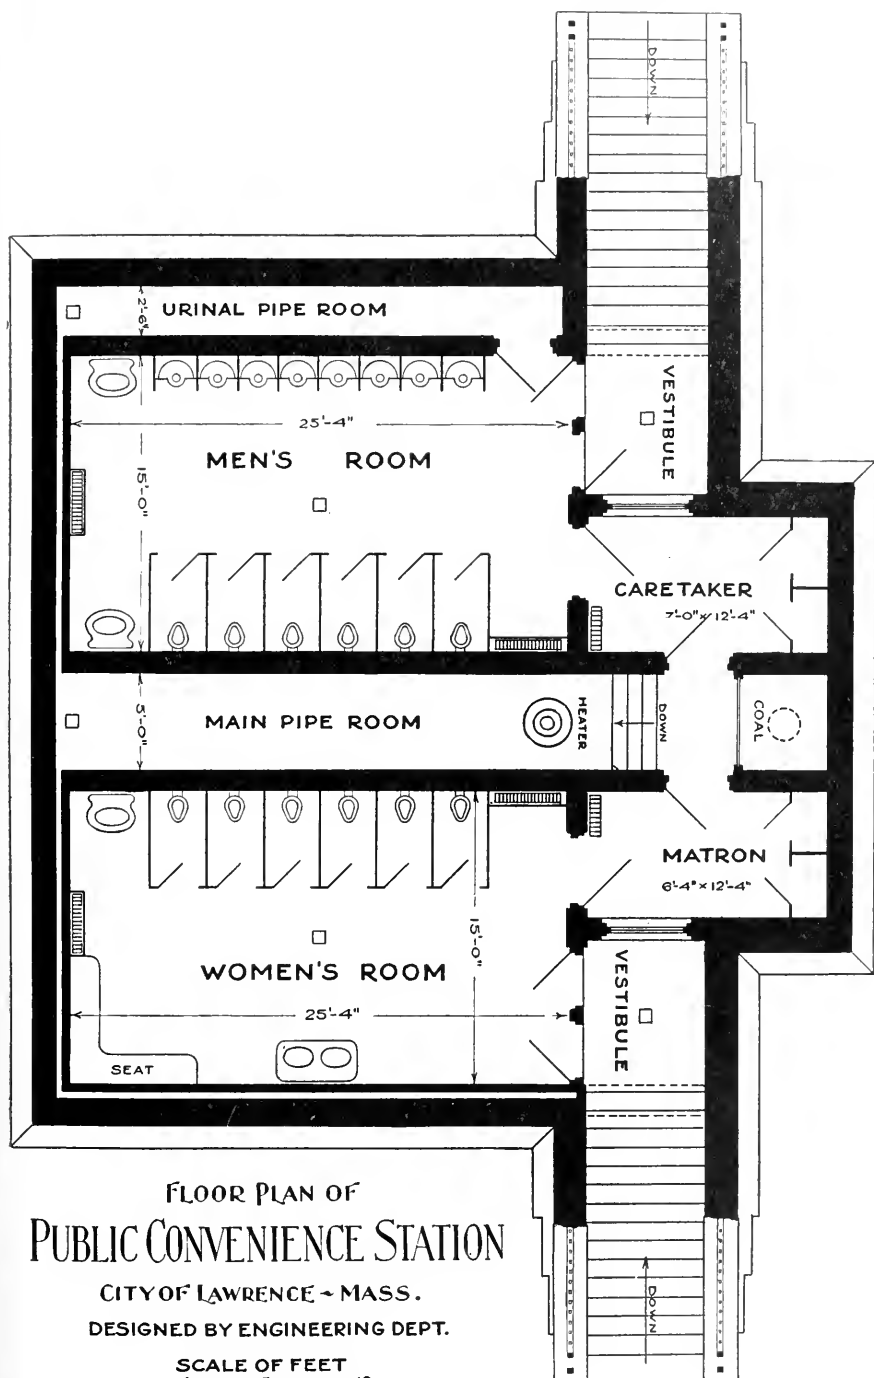 DOWN
2'-6"
URINAL PIPE ROOM
VESTIBULE
25'-4"
MEN'S ROOM
15'-0"
CARETAKER
7'-0" x 12'-4"
5'-0"
MAIN PIPE ROOM
HEATER
DOWN
COAL
MATRON
6'-4" x 12'-4"
15'-0"
WOMEN'S ROOM
VESTIBULE
25'-4"
SEAT
DOWN
FLOOR PLAN OF
PUBLIC CONVENIENCE STATION
CITY OF LAWRENCE ~ MASS.
DESIGNED BY ENGINEERING DEPT.
SCALE OF FEET